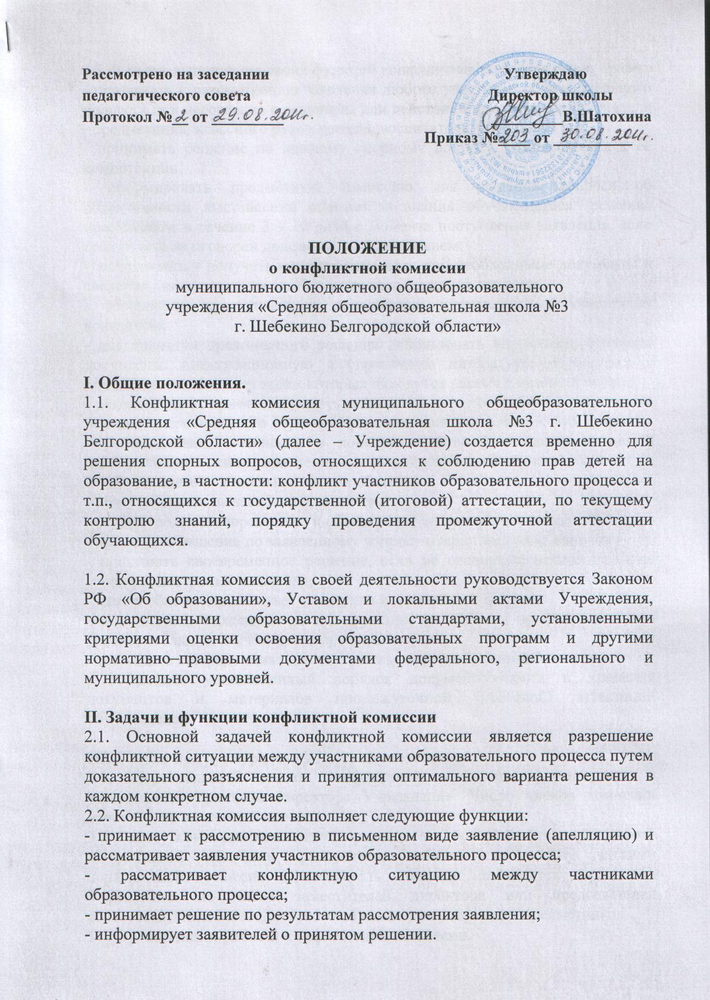 Рассмотрено на заседании
педагогического совета
Протокол № 2 от 29.08.2011г.
Утверждаю
Директор школы
В.Шатохина
Приказ № 203 от 30.08.2011г.
ПОЛОЖЕНИЕ
о конфликтной комиссии
муниципального бюджетного общеобразовательного
учреждения «Средняя общеобразовательная школа №3
г. Шебекино Белгородской области»
I. Общие положения.
1.1. Конфликтная комиссия муниципального общеобразовательного
учреждения «Средняя общеобразовательная школа №3 г. Шебекино
Белгородской области» (далее – Учреждение) создается временно для
решения спорных вопросов, относящихся к соблюдению прав детей на
образование, в частности: конфликт участников образовательного процесса и
т.п., относящихся к государственной (итоговой) аттестации, по текущему
контролю знаний, порядку проведения промежуточной аттестации
обучающихся.
1.2. Конфликтная комиссия в своей деятельности руководствуется Законом
РФ «Об образовании», Уставом и локальными актами Учреждения,
государственными образовательными стандартами, установленными
критериями оценки освоения образовательных программ и другими
нормативно–правовыми документами федерального, регионального и
муниципального уровней.
II. Задачи и функции конфликтной комиссии
2.1. Основной задачей конфликтной комиссии является разрешение
конфликтной ситуации между участниками образовательного процесса путем
доказательного разъяснения и принятия оптимального варианта решения в
каждом конкретном случае.
2.2. Конфликтная комиссия выполняет следующие функции:
- принимает к рассмотрению в письменном виде заявление (апелляцию) и
рассматривает заявления участников образовательного процесса;
- рассматривает конфликтную ситуацию между частниками
образовательного процесса;
- принимает решение по результатам рассмотрения заявления;
- информирует заявителей о принятом решении.